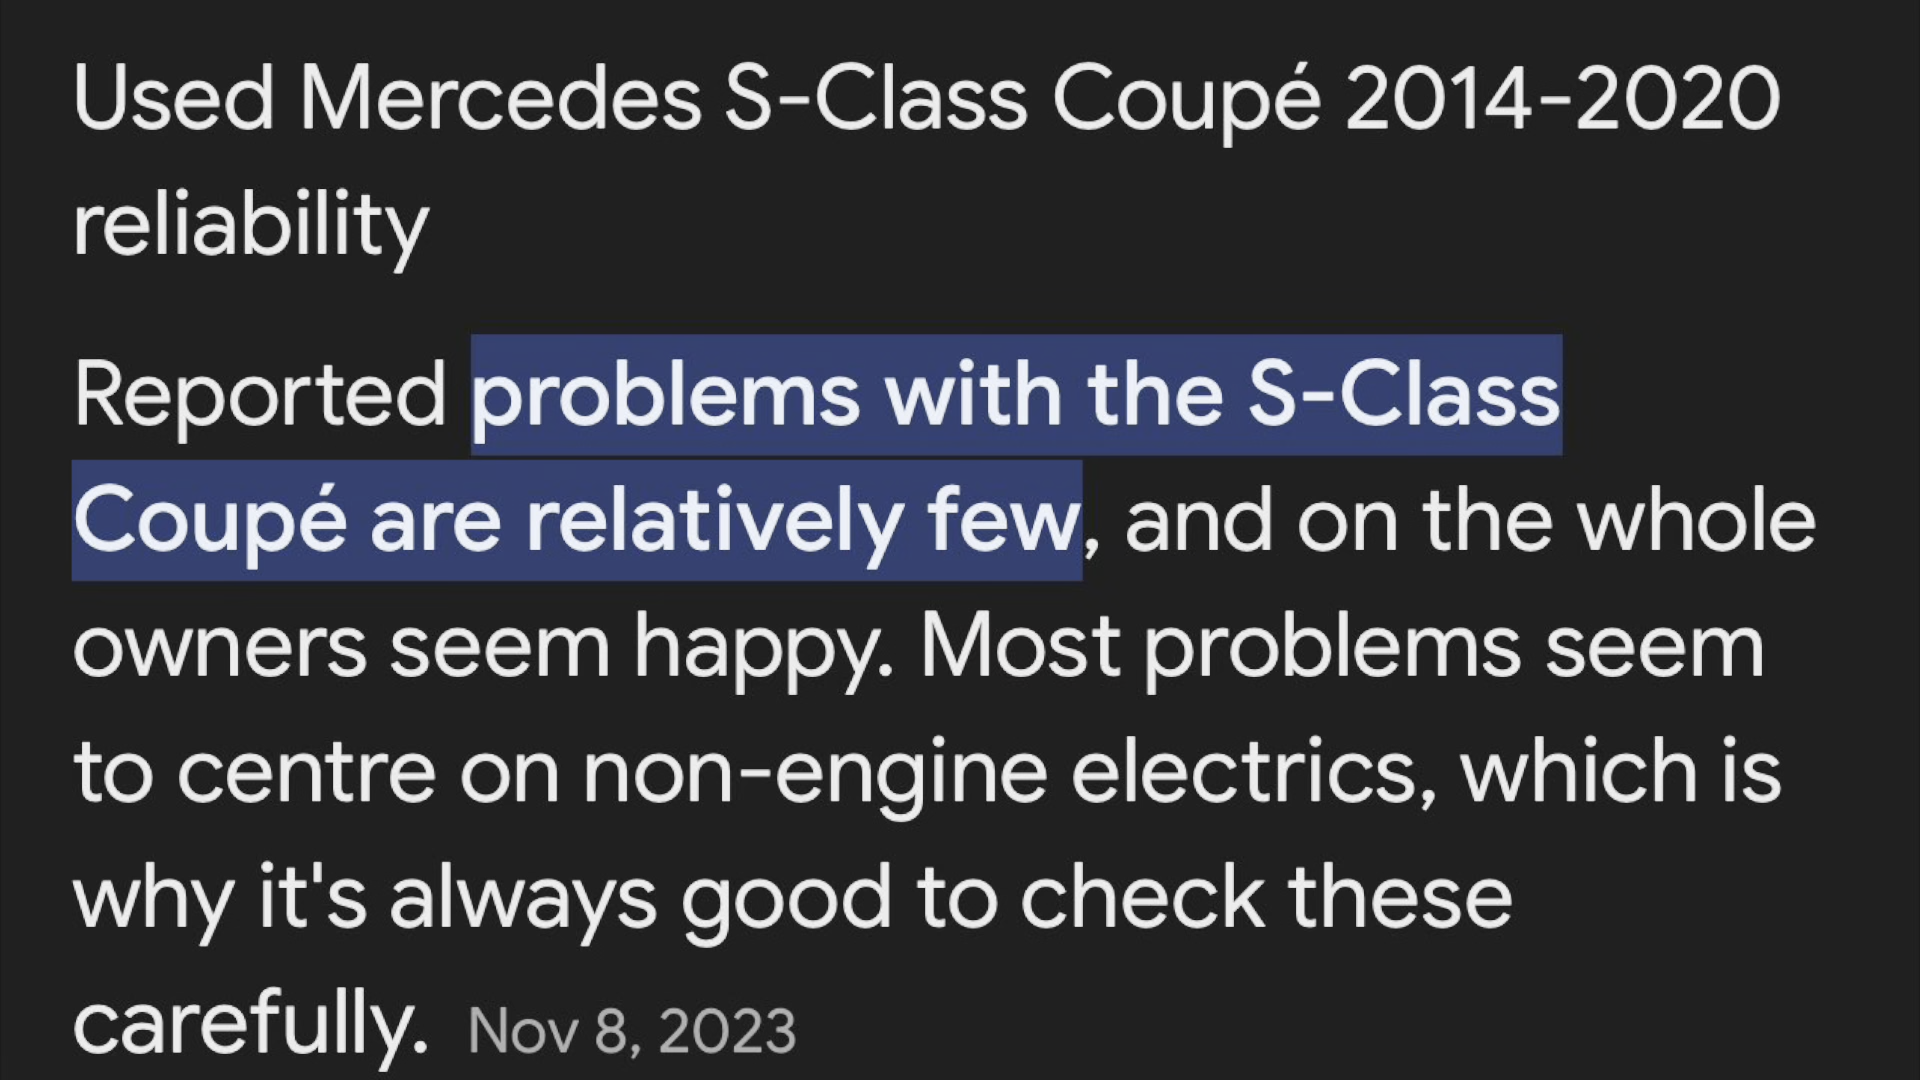 Used Mercedes S-Class Coupé 2014-2020
reliability
Reported problems with the S-Class
Coupé are relatively few, and on the whole
owners seem happy. Most problems seem
to centre on non-engine electrics, which is
why it's always good to check these
carefully. Nov 8, 2023